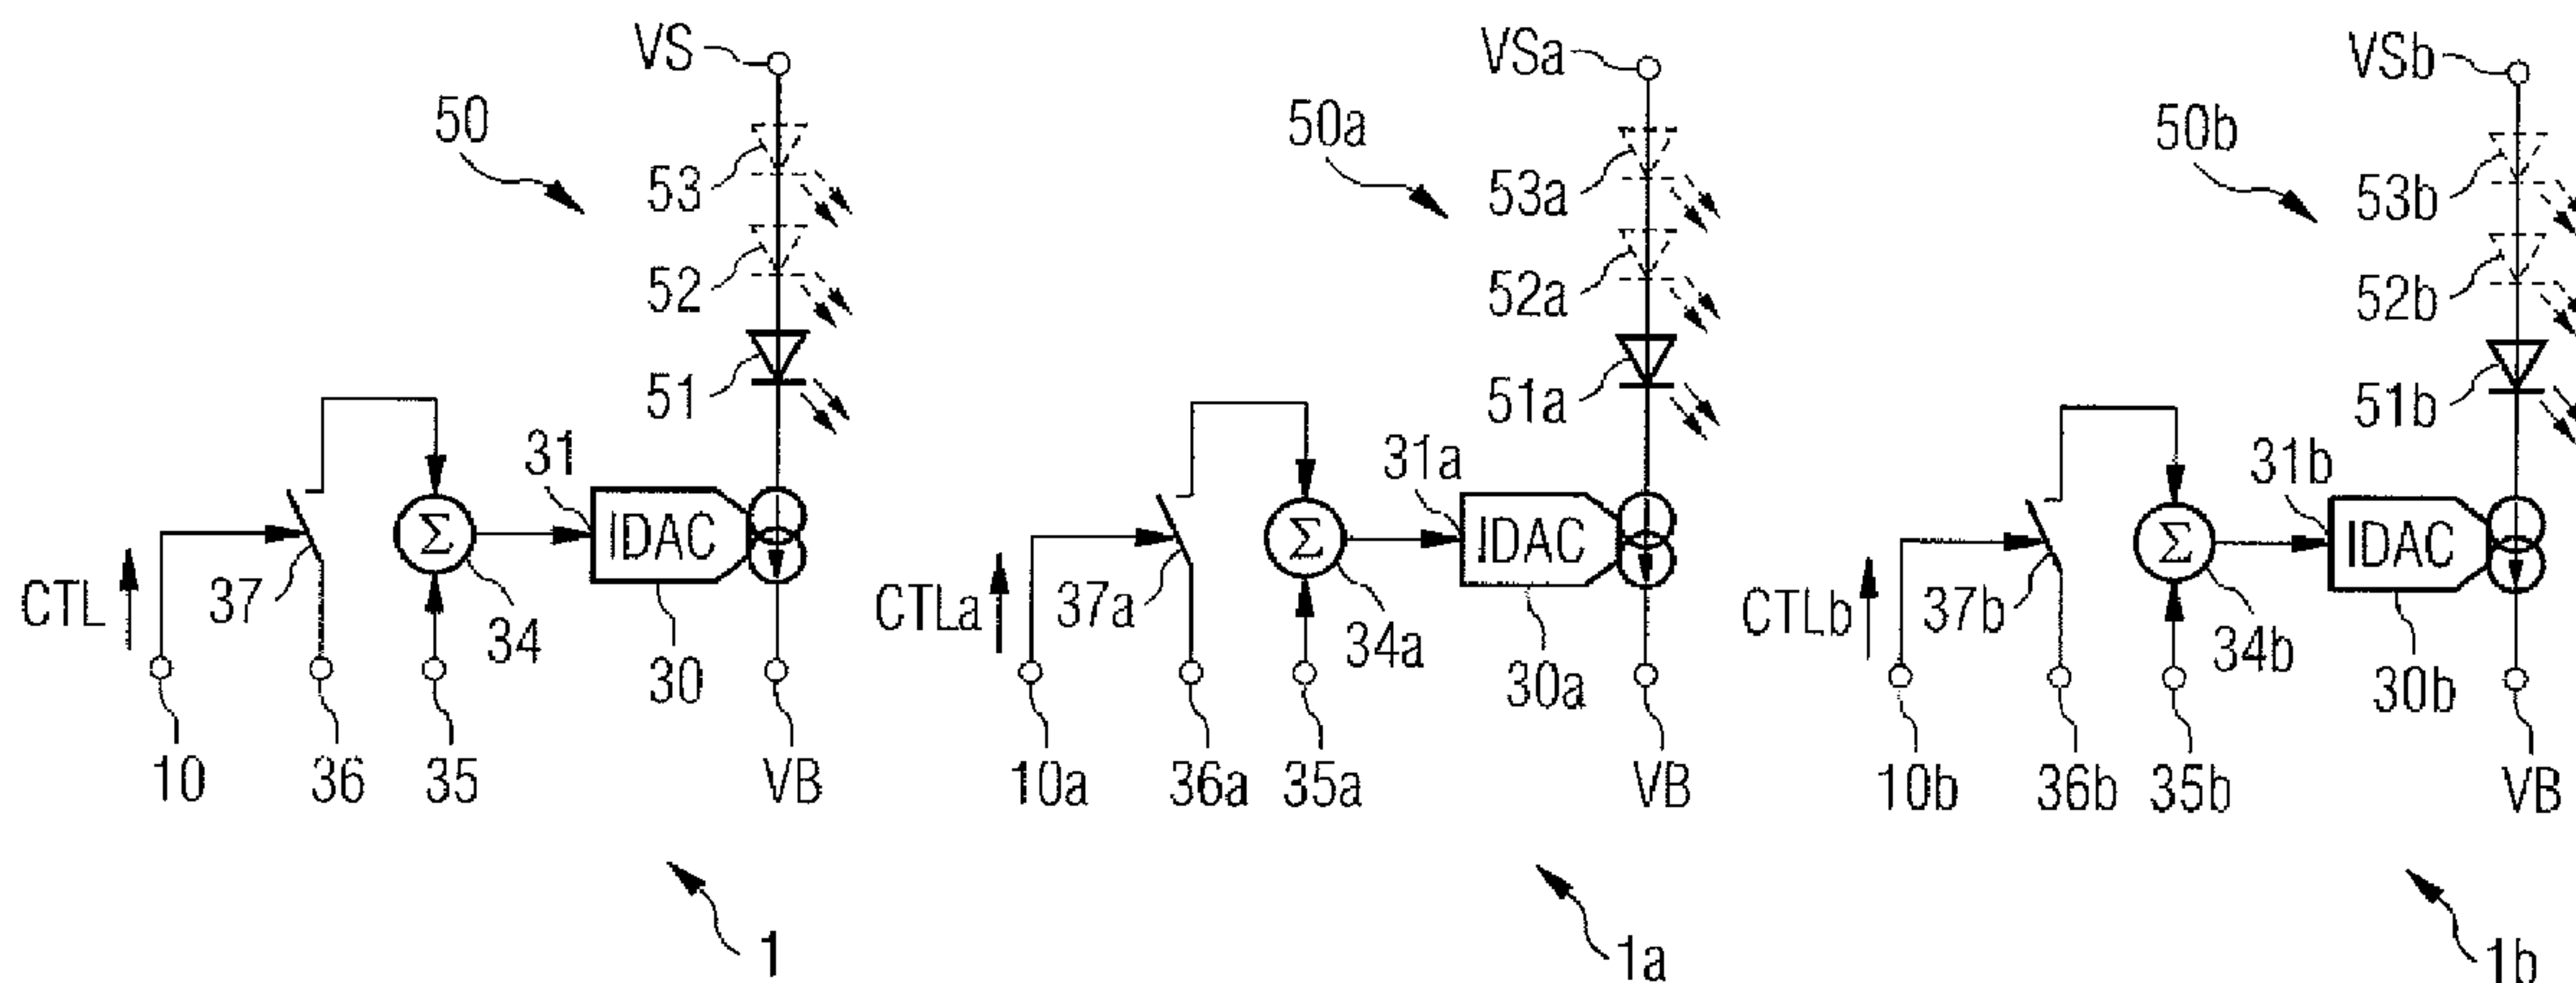 VS
50
53
52
51
31
IDAC
Σ
CTL
37
34
30
10
36
35
VB
1
VSa
50a
53a
52a
51a
31a
IDAC
Σ
CTLa
37a
34a
30a
10a
36a
35a
VB
1a
VSb
50b
53b
52b
51b
31b
IDAC
Σ
CTLb
37b
34b
30b
10b
36b
35b
VB
1b